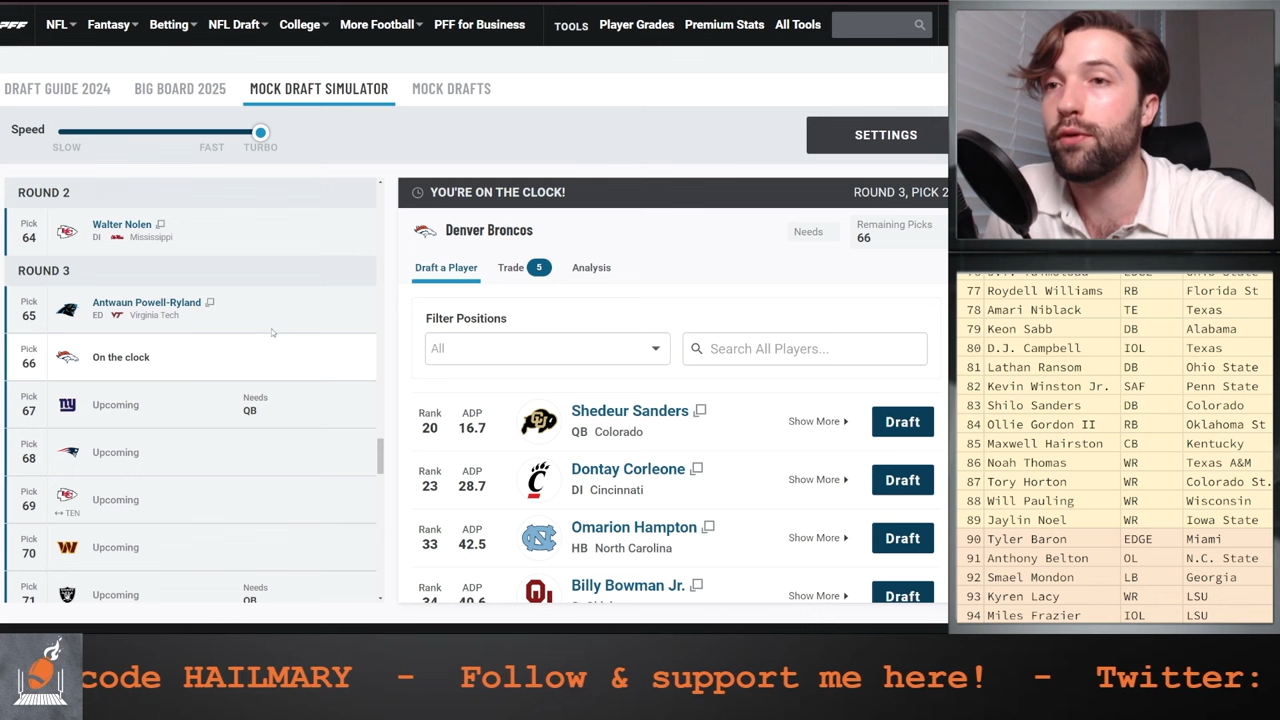 PFF NFL Fantasy Betting NFL Draft College More Football PFF for Business TOOLS Player Grades Premium Stats All Tools
DRAFT GUIDE 2024 BIG BOARD 2025 MOCK DRAFT SIMULATOR MOCK DRAFTS
Speed
SLOW FAST TURBO
SETTINGS
ROUND 2
Pick 64 Walter Nolen
DI Mississippi
ROUND 3
Pick 65 Antwaun Powell-Ryland
ED VT Virginia Tech
Pick 66 On the clock
Pick 67 Upcoming Needs QB
Pick 68 Upcoming
Pick 69 Upcoming
↔ TEN
Pick 70 Upcoming
Pick 71 Upcoming Needs QB
YOU'RE ON THE CLOCK! ROUND 3, PICK 2
Denver Broncos Needs Remaining Picks
66
Draft a Player Trade 5 Analysis
Filter Positions
All Search All Players...
Rank 20 ADP 16.7 Shedeur Sanders Show More Draft
QB Colorado
Rank 23 ADP 28.7 Dontay Corleone Show More Draft
DI Cincinnati
Rank 33 ADP 42.5 Omarion Hampton Show More Draft
HB North Carolina
Rank 34 ADP 40.6 Billy Bowman Jr. Show More Draft
77 Roydell Williams RB Florida St
78 Amari Niblack TE Texas
79 Keon Sabb DB Alabama
80 D.J. Campbell IOL Texas
81 Lathan Ransom DB Ohio State
82 Kevin Winston Jr. SAF Penn State
83 Shilo Sanders DB Colorado
84 Ollie Gordon II RB Oklahoma St
85 Maxwell Hairston CB Kentucky
86 Noah Thomas WR Texas A&M
87 Tory Horton WR Colorado St.
88 Will Pauling WR Wisconsin
89 Jaylin Noel WR Iowa State
90 Tyler Baron EDGE Miami
91 Anthony Belton OL N.C. State
92 Smael Mondon LB Georgia
93 Kyren Lacy WR LSU
94 Miles Frazier IOL LSU
code HAILMARY - Follow & support me here! - Twitter: